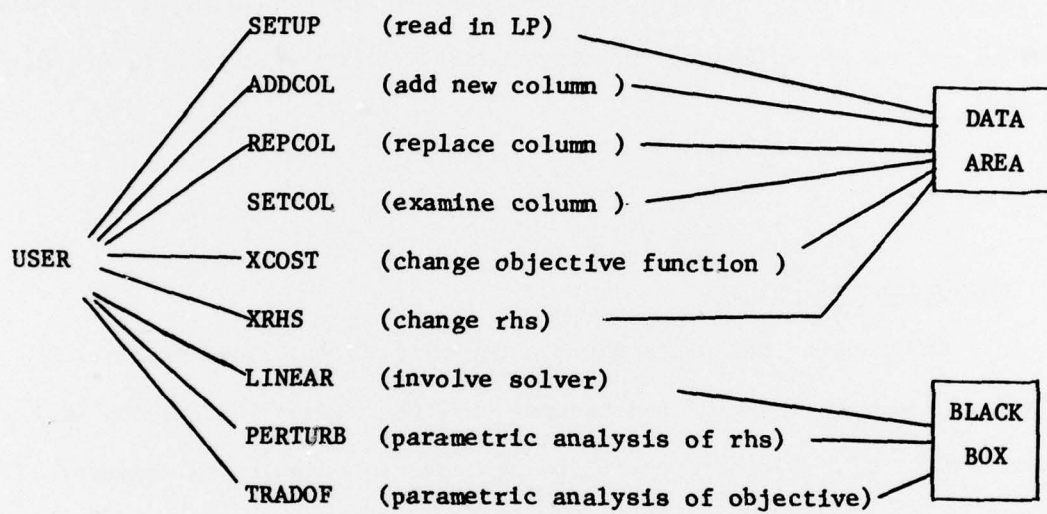 SETUP (read in LP)
ADDCOL (add new column )
REPCOL (replace column )
SETCOL (examine column )
USER
XCOST (change objective function )
XRHS (change rhs)
LINEAR (involve solver)
PERTURB (parametric analysis of rhs)
TRADOF (parametric analysis of objective)
DATA
AREA
BLACK
BOX